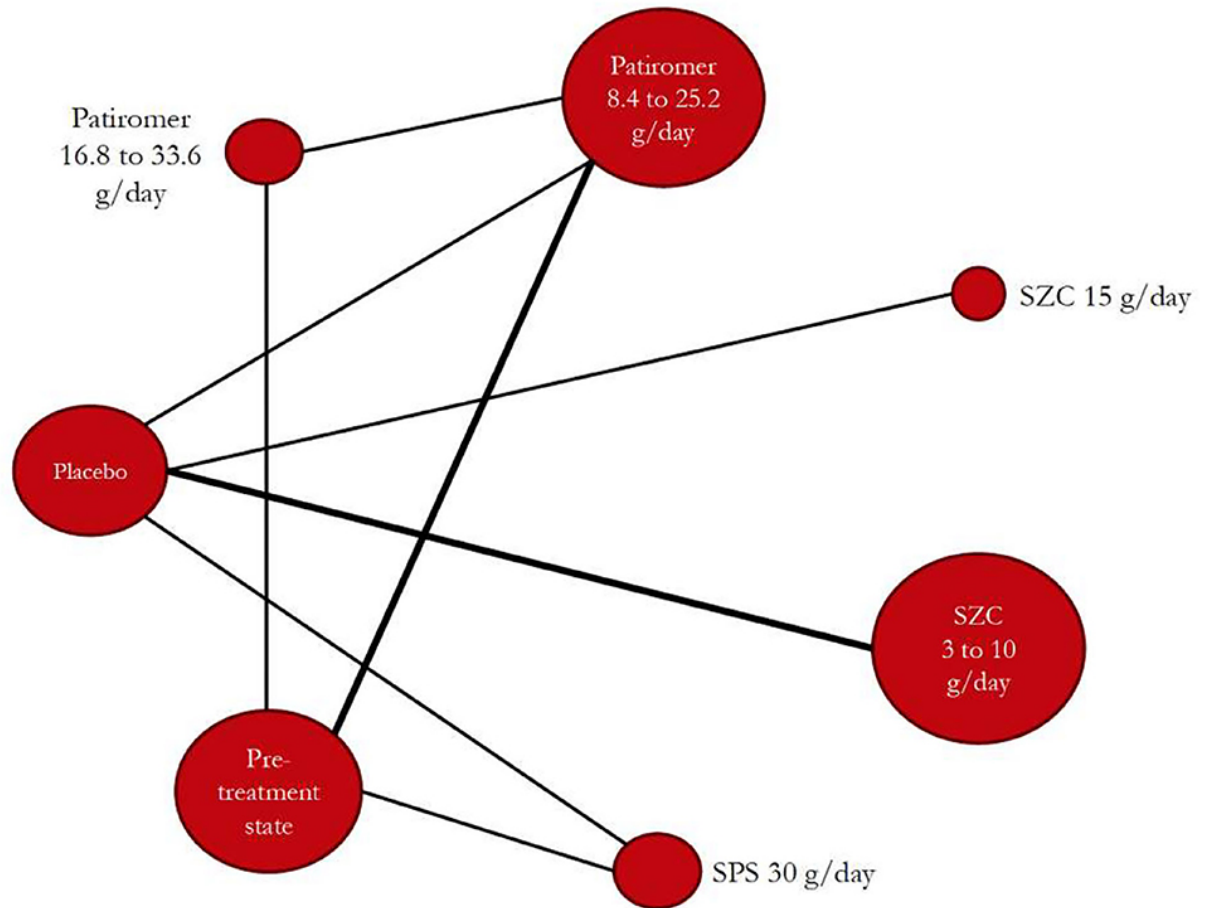 Patiromer
8.4 to 25.2
g/day
Patiromer
16.8 to 33.6
g/day
SZC 15 g/day
Placebo
SZC
3 to 10
g/day
Pre-
treatment
state
SPS 30 g/day